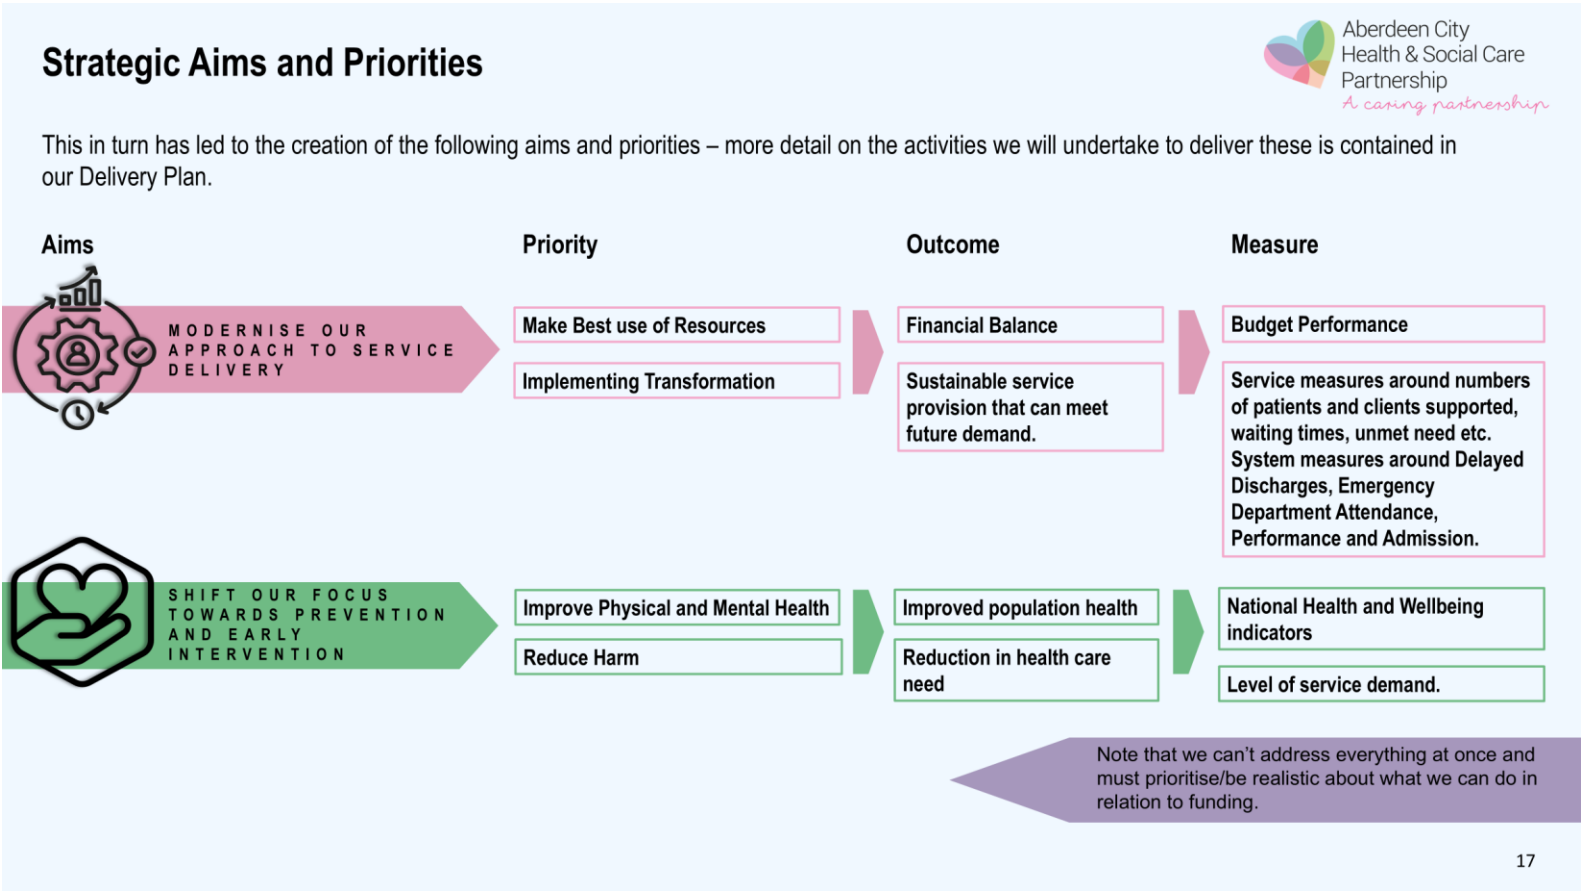 Strategic Aims and Priorities
Aberdeen City
Health & Social Care
Partnership
A caring partnership
This in turn has led to the creation of the following aims and priorities – more detail on the activities we will undertake to deliver these is contained in
our Delivery Plan.
Aims
Priority
Outcome
Measure
MODERNISE OUR
APPROACH TO SERVICE
DELIVERY
Make Best use of Resources
Implementing Transformation
Financial Balance
Sustainable service
provision that can meet
future demand.
Budget Performance
Service measures around numbers
of patients and clients supported,
waiting times, unmet need etc.
System measures around Delayed
Discharges, Emergency
Department Attendance,
Performance and Admission.
SHIFT OUR FOCUS
TOWARDS PREVENTION
AND EARLY
INTERVENTION
Improve Physical and Mental Health
Reduce Harm
Improved population health
Reduction in health care
need
National Health and Wellbeing
indicators
Level of service demand.
Note that we can't address everything at once and
must prioritise/be realistic about what we can do in
relation to funding.
17